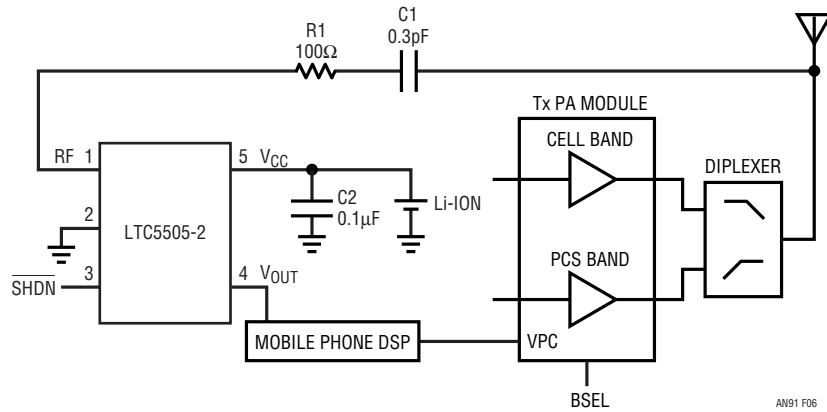 R1
100Ω
C1
0.3pF
Tx PA MODULE
CELL BAND
DIPLEXER
RF 1
5 VCC
C2
0.1µF
Li-ION
2
LTC5505-2
PCS BAND
SHDN 3
4 VOUT
MOBILE PHONE DSP
VPC
BSEL
AN91 F06